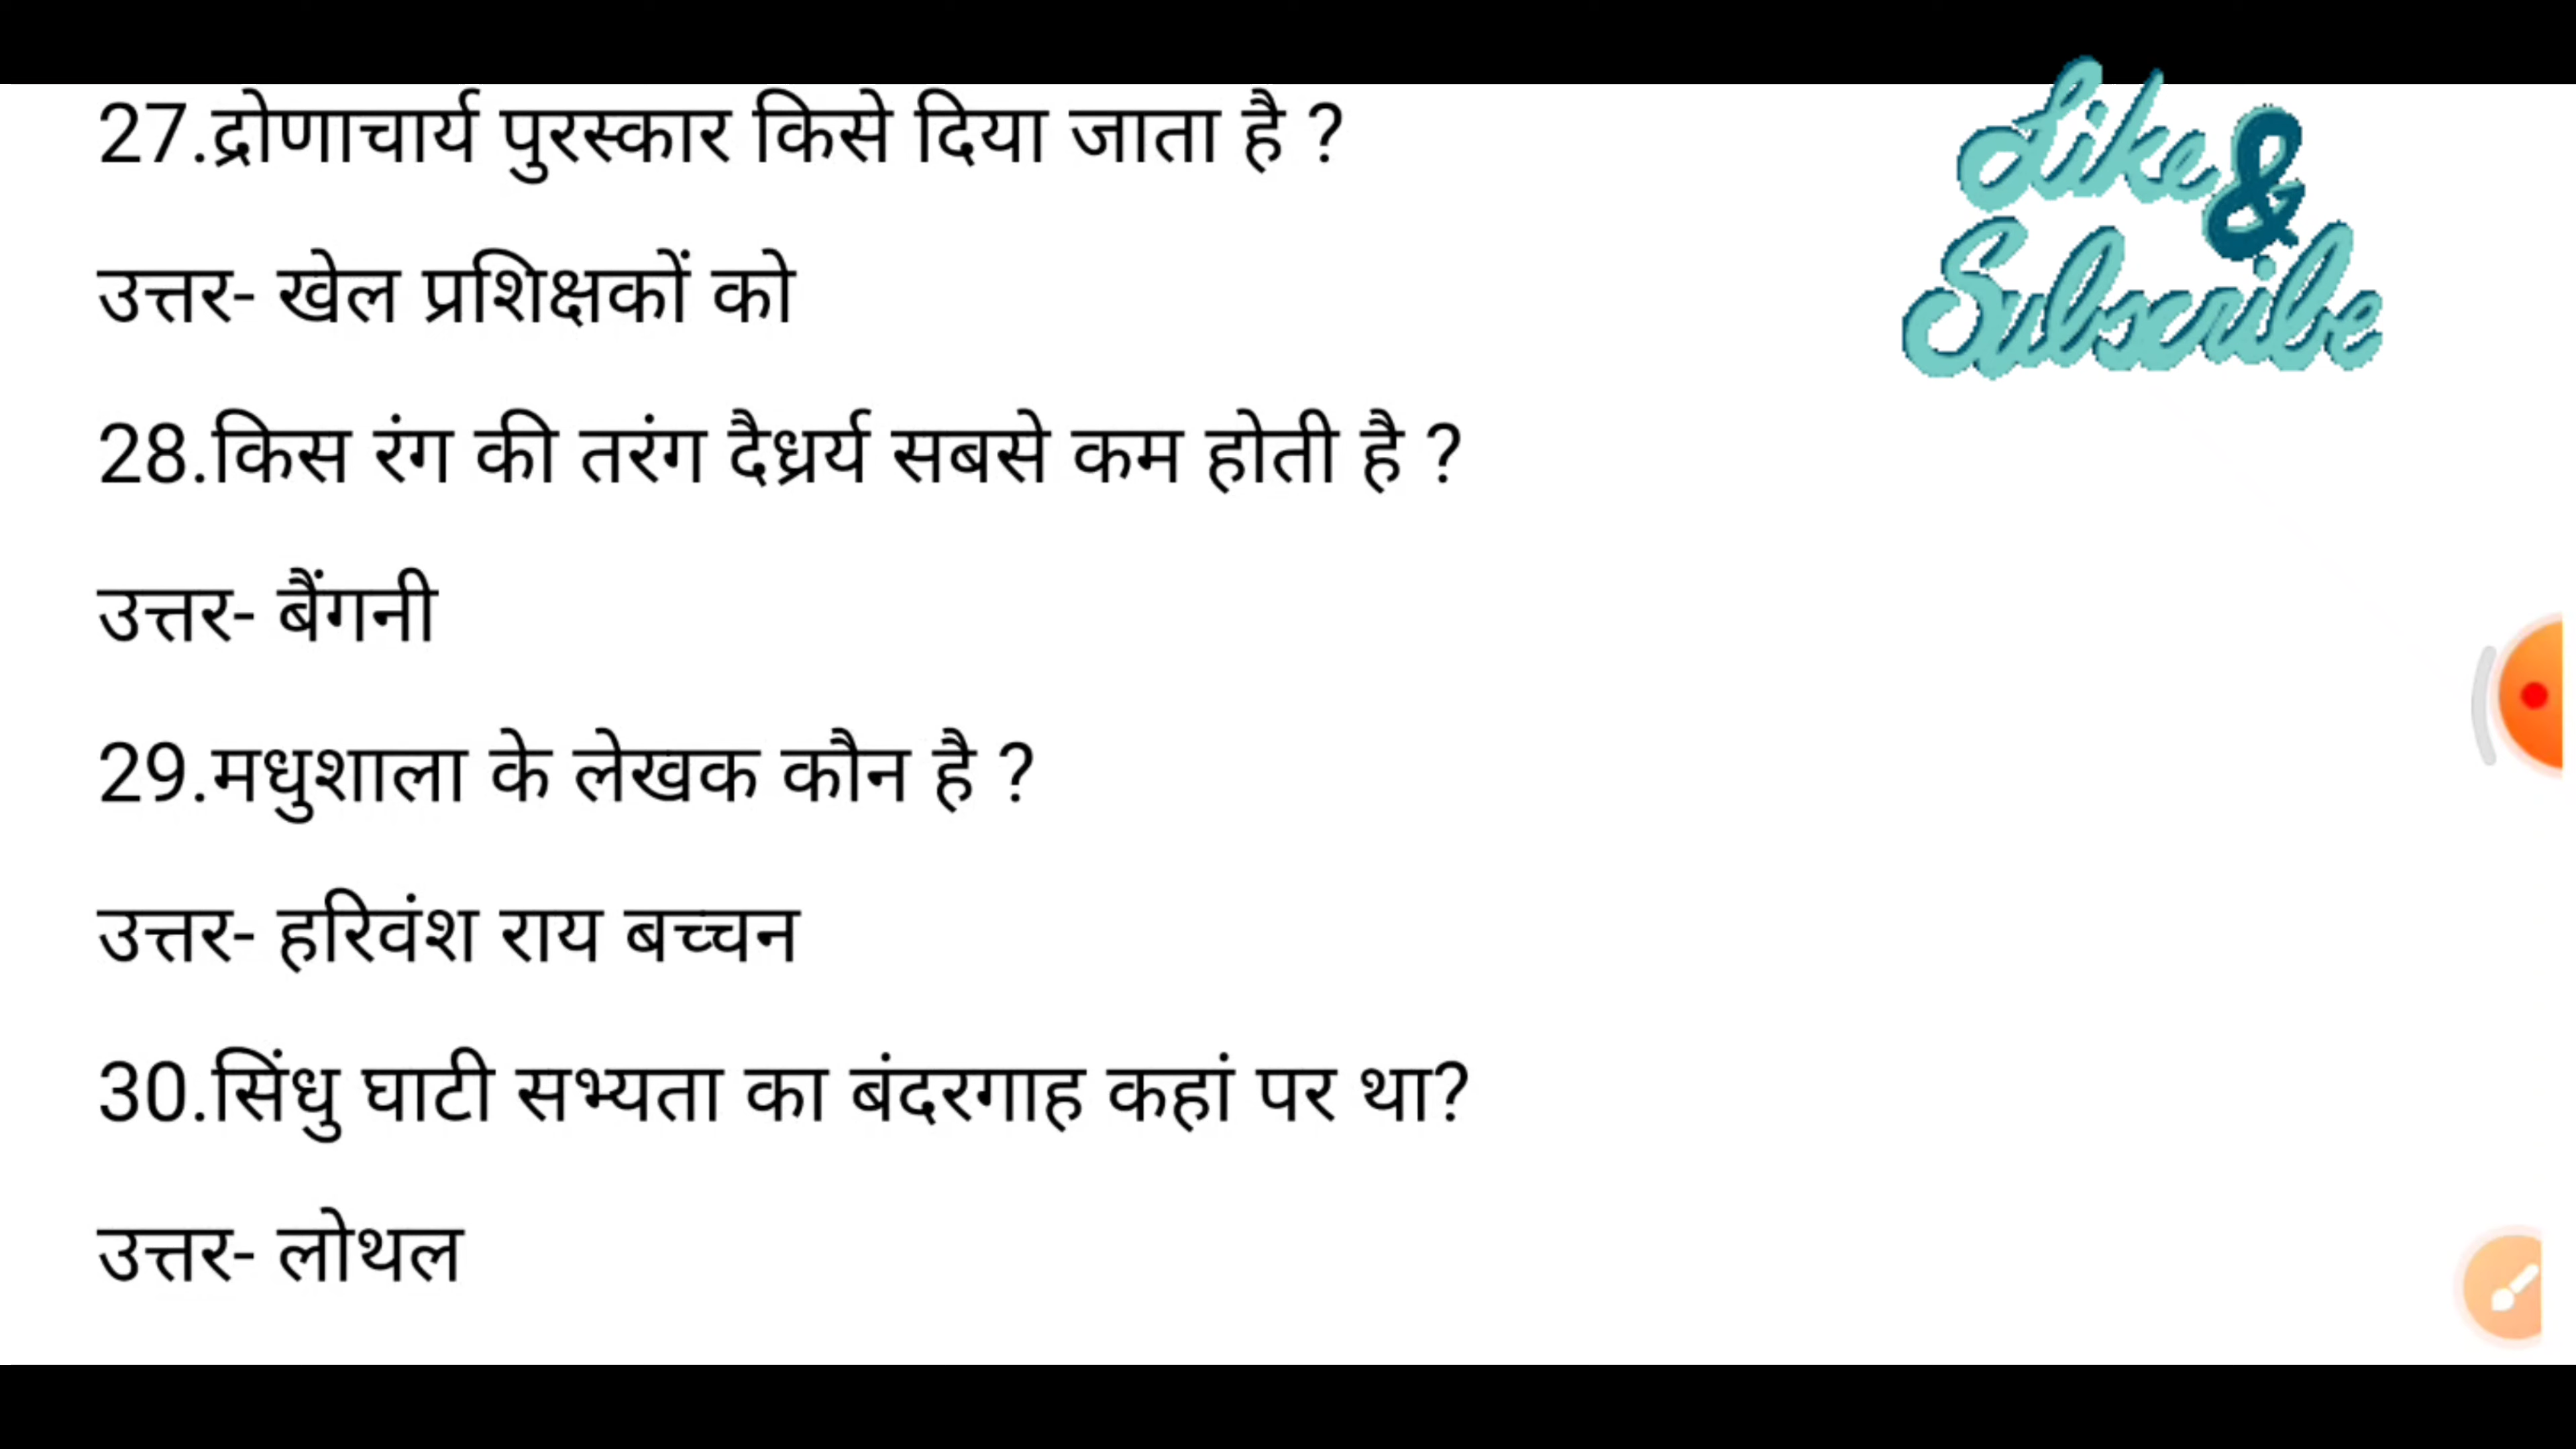 27.द्रोणाचार्य पुरस्कार किसे दिया जाता है ?
उत्तर- खेल प्रशिक्षकों को
28.किस रंग की तरंग दैध्रर्य सबसे कम होती है ?
उत्तर- बैंगनी
29.मधुशाला के लेखक कौन है ?
उत्तर- हरिवंश राय बच्चन
30.सिंधु घाटी सभ्यता का बंदरगाह कहां पर था?
उत्तर- लोथल
Like &
Subscribe